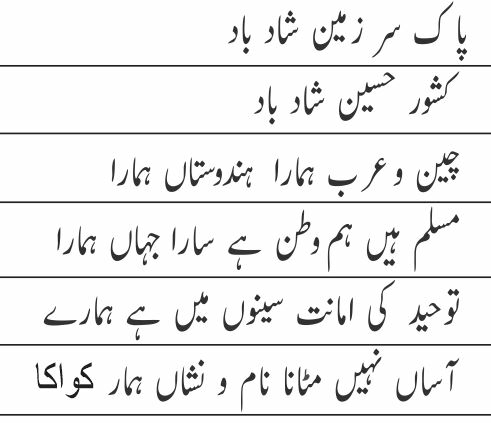 پاک سر زمین شاد باد
کشور حسین شاد باد
چین و عرب ہمارا ہندوستاں ہمارا
مسلم ہیں ہم وطن ہے سارا جہاں ہمارا
توحید کی امانت سینوں میں ہے ہمارے
آساں نہیں مٹانا نام و نشاں ہمار کواکا